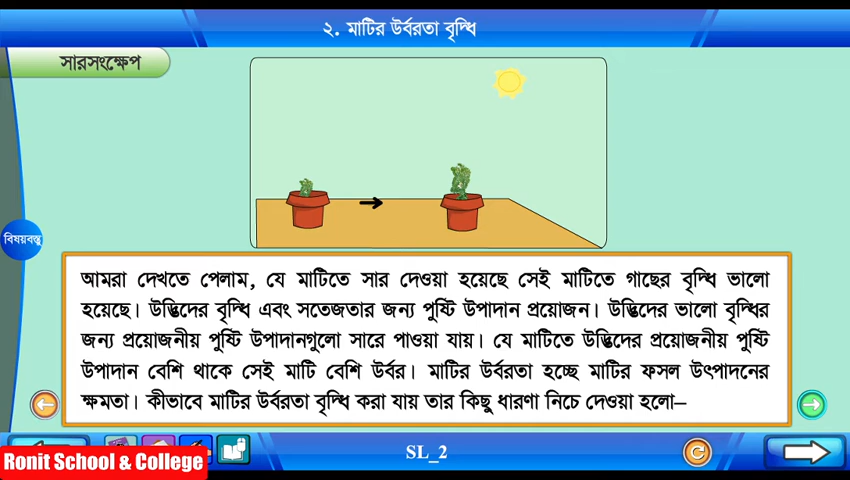 ২. মাটির উর্বরতা বৃদ্ধি
সারসংক্ষেপ
বিষয়বস্তু
আমরা দেখতে পেলাম, যে মাটিতে সার দেওয়া হয়েছে সেই মাটিতে গাছের বৃদ্ধি ভালো
হয়েছে। উদ্ভিদের বৃদ্ধি এবং সতেজতার জন্য পুষ্টি উপাদান প্রয়োজন। উদ্ভিদের ভালো বৃদ্ধির
জন্য প্রয়োজনীয় পুষ্টি উপাদানগুলো সারে পাওয়া যায়। যে মাটিতে উদ্ভিদের প্রয়োজনীয় পুষ্টি
উপাদান বেশি থাকে সেই মাটি বেশি উর্বর। মাটির উর্বরতা হচ্ছে মাটির ফসল উৎপাদনের
ক্ষমতা। কীভাবে মাটির উর্বরতা বৃদ্ধি করা যায় তার কিছু ধারণা নিচে দেওয়া হলো—
SL_2
Ronit School & College